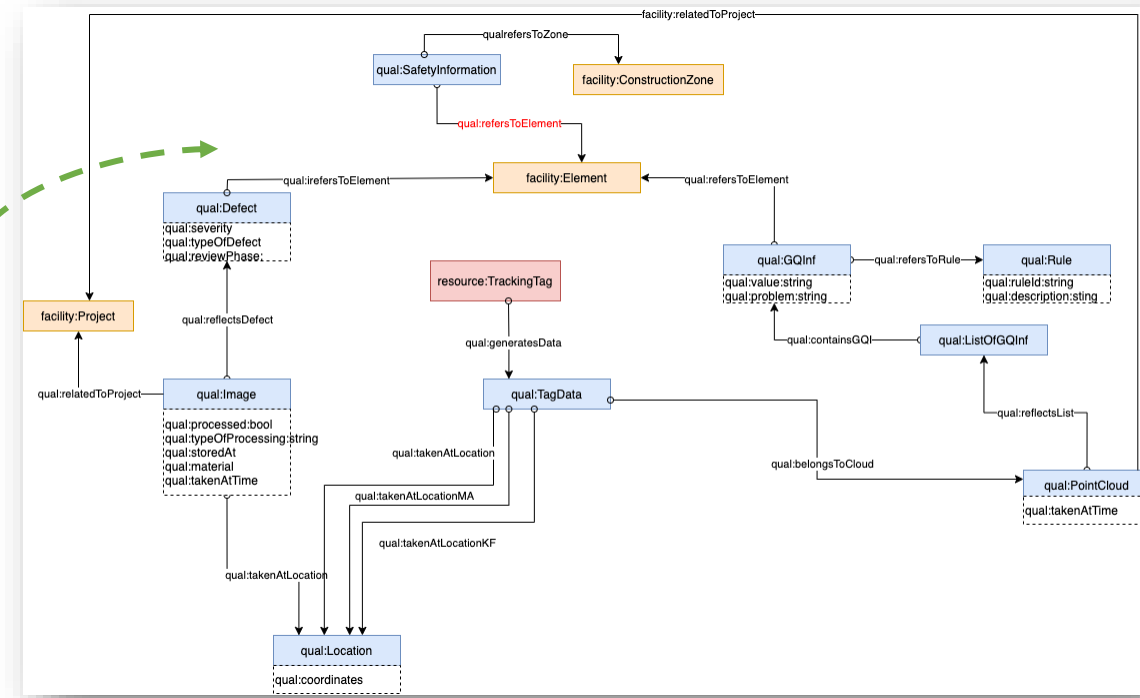 facility:relatedToProject
qualrefersToZone
qual:SafetyInformation
facility:ConstructionZone
qual:refersToElement
qual:irefersToElement
facility:Element
qual:refersToElement
qual:Defect
qual:severity
qual:typeOfDefect
qual:reviewPhase:
qual:GQInf
qual:value:string
qual:problem:string
qual:refersToRule
qual:Rule
qual:ruleId:string
qual:description:sting
resource:TrackingTag
facility:Project
qual:reflectsDefect
qual:generatesData
qual:containsGQI
qual:ListOfGQInf
qual:relatedToProject
qual:Image
qual:processed:bool
qual:typeOfProcessing:string
qual:storedAt
qual:material
qual:takenAtTime
qual:TagData
qual:reflectsList
qual:takenAtLocation
qual:belongsToCloud
qual:takenAtLocationMA
qual:PointCloud
qual:takenAtTime
qual:takenAtLocationKF
qual:takenAtLocation
qual:Location
qual:coordinates